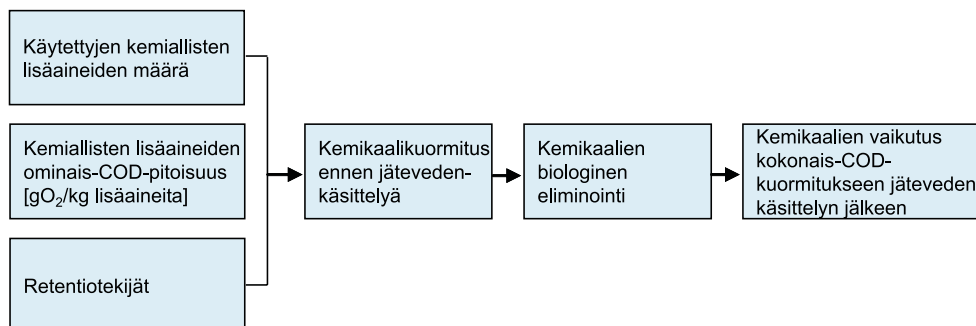 Käytettyjen kemiallisten
lisäaineiden määrä
Kemiallisten lisäaineiden
ominais-COD-pitoisuus
[gO₂/kg lisäaineita]
Retentiotekijät
Kemikaalikuormitus
ennen jäteveden-
käsittelyä
Kemikaalien
biologinen
eliminointi
Kemikaalien vaikutus
kokonais-COD-
kuormitukseen jäteveden
käsittelyn jälkeen